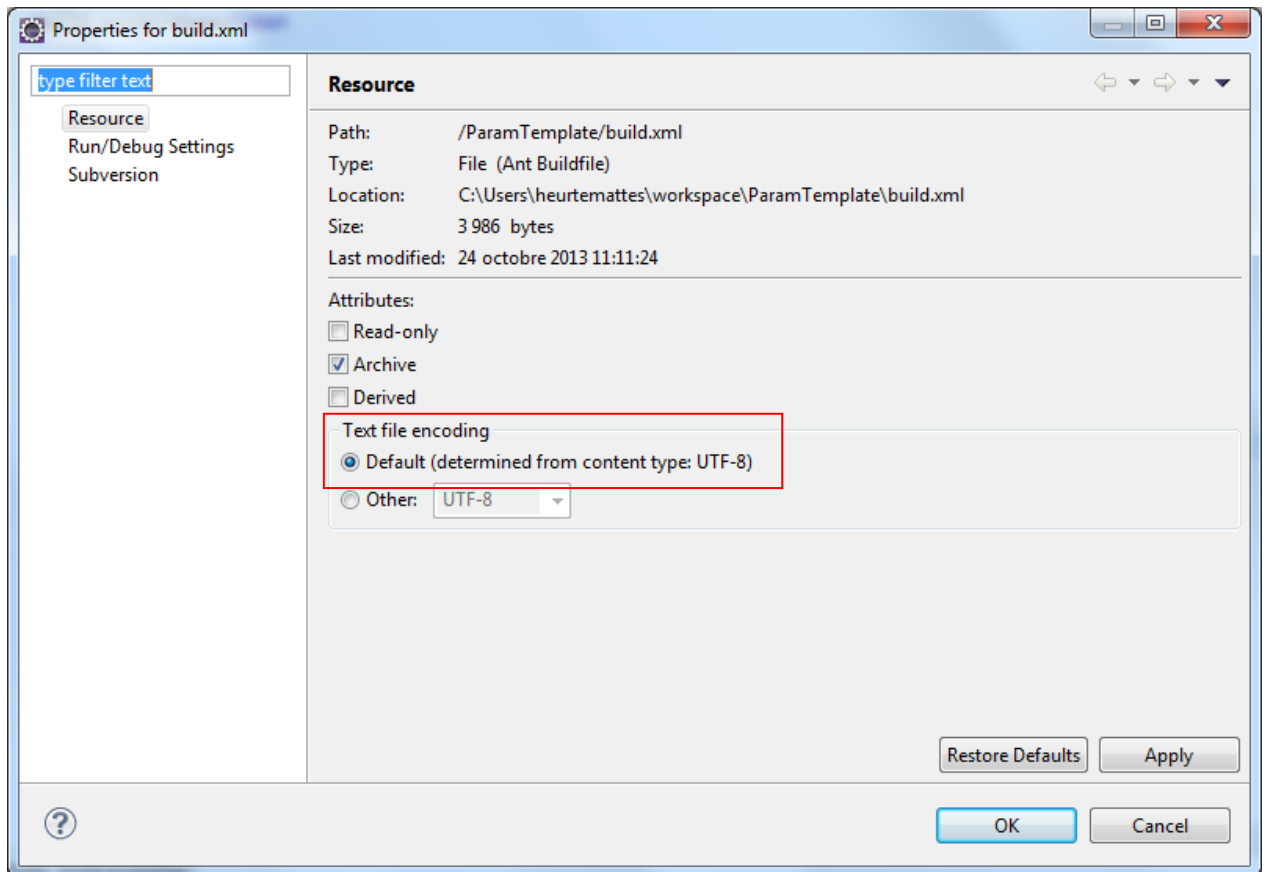 Properties for build.xml
type filter text
Resource
Run/Debug Settings
Subversion
Resource
Path: /ParamTemplate/build.xml
Type: File (Ant Buildfile)
Location: C:\Users\heurtemattes\workspace\ParamTemplate\build.xml
Size: 3 986 bytes
Last modified: 24 octobre 2013 11:11:24
Attributes:
Read-only
Archive
Derived
Text file encoding
Default (determined from content type: UTF-8)
Other: UTF-8
Restore Defaults Apply
? OK Cancel